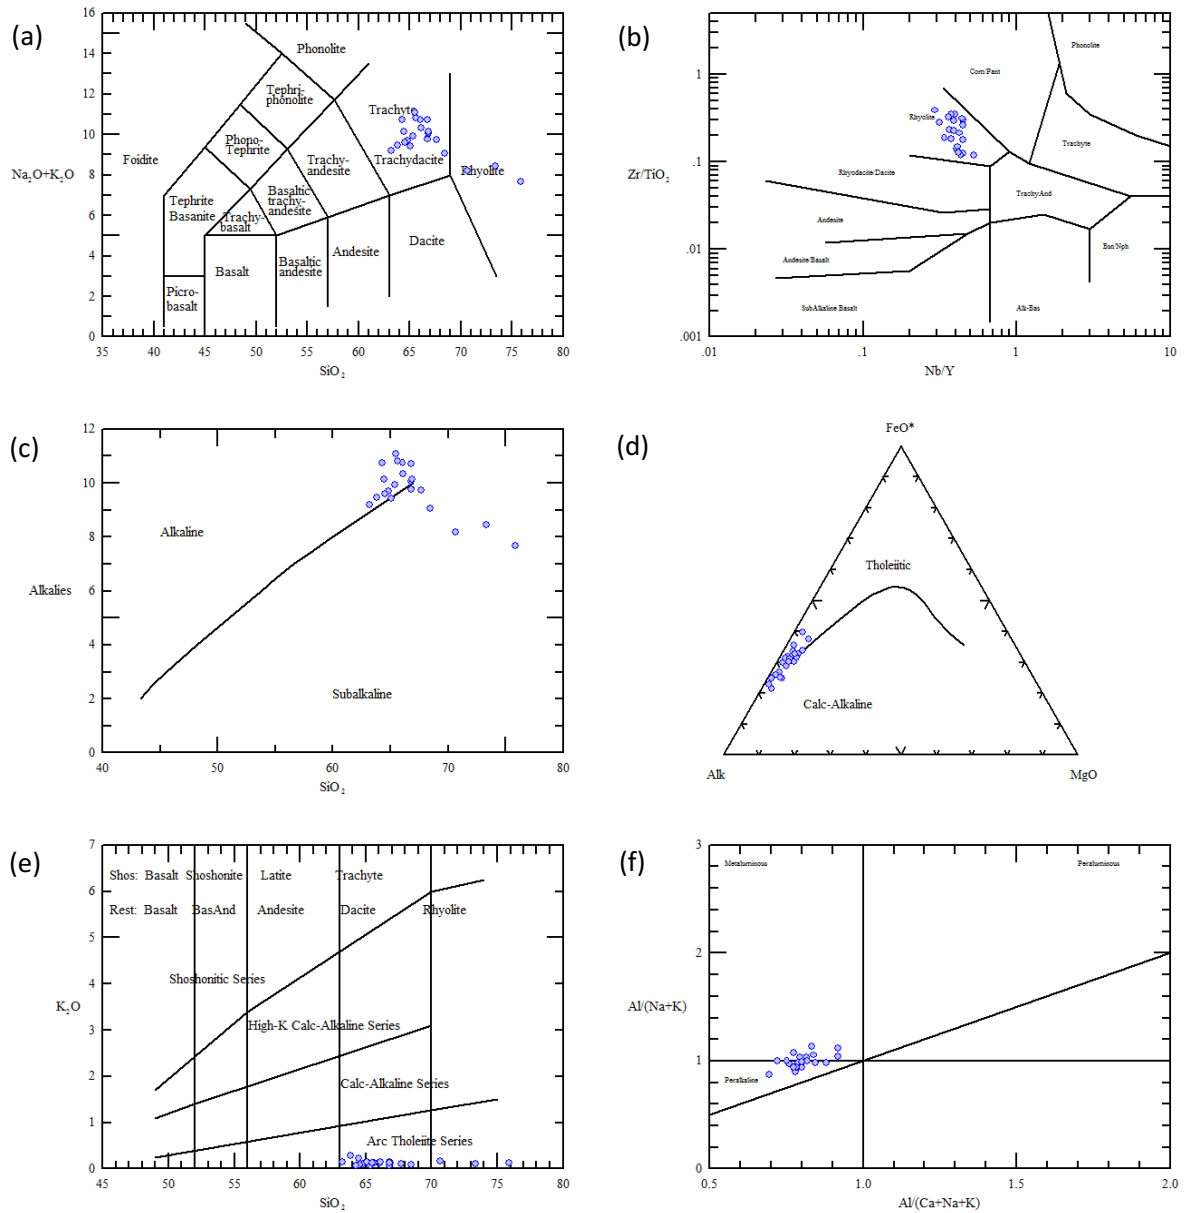 (a)
16
14
12
10
8
6
4
2
0
Na₂O+K₂O
Phonolite
Tephri-
phonolite
Trachyte
Phono-
Tephrite
Foidite
Trachy-
andesite
Trachydacite
Rhyolite
Tephrite
Basanite
Basaltic
trachy-
andesite
Trachy-
basalt
Basalt
Basaltic
andesite
Andesite
Dacite
Picro-
basalt
35 45 55 65 75 80
SiO₂
(b)
1
.1
.01
.001
Zr/TiO₂
Phonolite
Com/Pant
Rhyolite
Trachyte
Rhyodacite/Dacite
TrachyAnd
Andesite
Andesite/Basalt
Bsn/Nph
SubAlkaline Basalt
Alk-Bas
.01 .1 1 10
Nb/Y
(c)
12
10
8
6
4
2
0
Alkalies
Alkaline
Subalkaline
40 50 60 70 80
SiO₂
(d)
FeO*
Tholeiitic
Calc-Alkaline
Alk
MgO
(e)
7
6
5
4
3
2
1
0
K₂O
Shos: Basalt Shoshonite Latite Trachyte
Rest: Basalt BasAnd Andesite Dacite Rhyolite
Shoshonitic Series
High-K Calc-Alkaline Series
Calc-Alkaline Series
Arc Tholeiite Series
45 50 55 60 65 70 75 80
SiO₂
(f)
3
2
1
0
Al/(Na+K)
Metaluminous
Peraluminous
Peralkaline
0.5 1.0 1.5 2.0
Al/(Ca+Na+K)